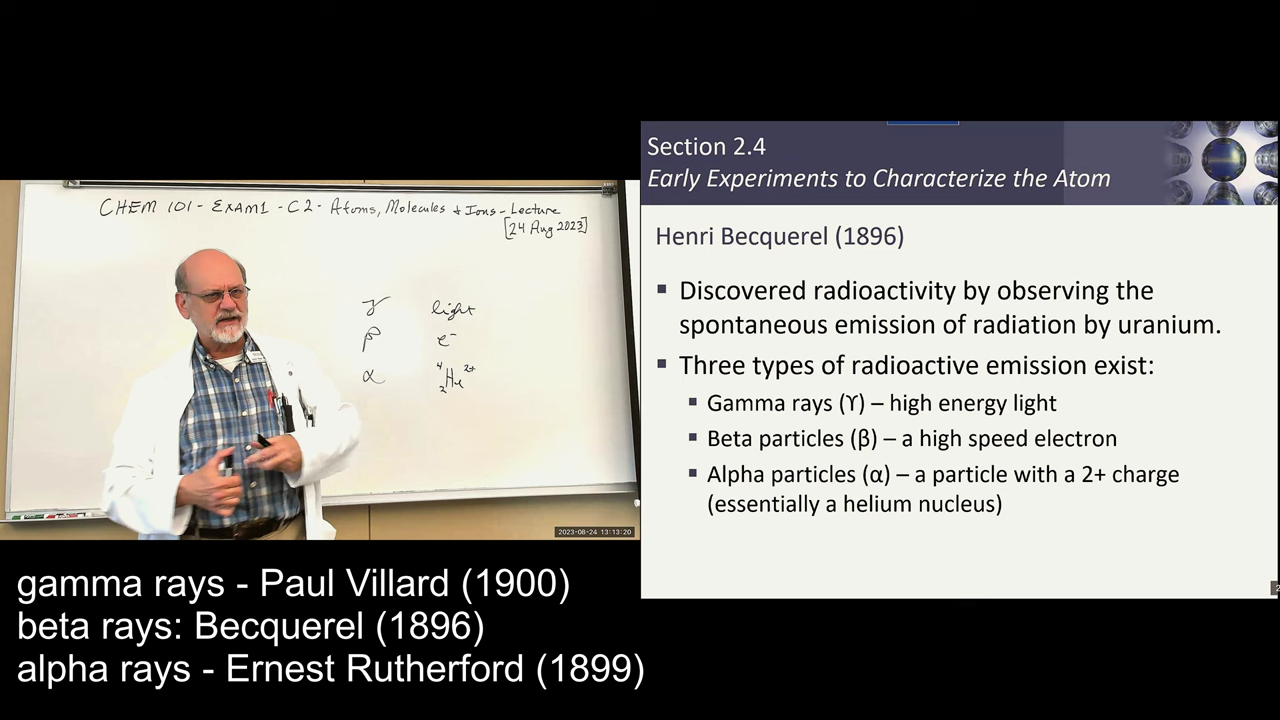 CHEM 101 - EXAM 1 - C2 - Atoms, Molecules & Ions - Lecture
[24 Aug 2023]
γ light
β e⁻
α ⁴₂He²⁺
2023-08-24 13:13:20
Section 2.4
Early Experiments to Characterize the Atom
Henri Becquerel (1896)
▪ Discovered radioactivity by observing the
spontaneous emission of radiation by uranium.
▪ Three types of radioactive emission exist:
▪ Gamma rays (ϒ) – high energy light
▪ Beta particles (β) – a high speed electron
▪ Alpha particles (α) – a particle with a 2+ charge
(essentially a helium nucleus)
gamma rays - Paul Villard (1900)
beta rays: Becquerel (1896)
alpha rays - Ernest Rutherford (1899)